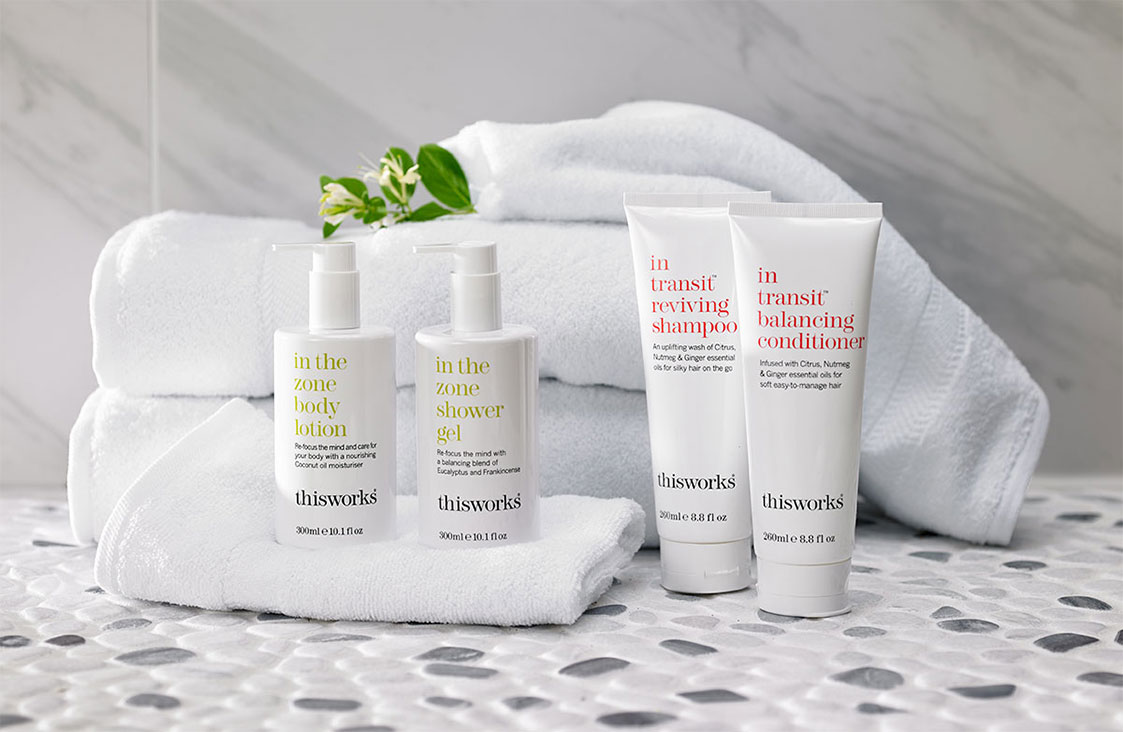 in the
zone
body
lotion
Re-focus the mind and care for
your body with a nourishing
Coconut oil moisturiser
thisworks®
300ml e 10.1 fl oz
in the
zone
shower
gel
Re-focus the mind with
a balancing blend of
Eucalyptus and Frankincense
thisworks®
300ml e 10.1 fl oz
in
transit™
reviving
shampoo
An uplifting wash of Citrus,
Nutmeg & Ginger essential
oils for silky hair on the go
thisworks®
260ml e 8.8 fl oz
in
transit™
balancing
conditioner
Infused with Citrus, Nutmeg
& Ginger essential oils for
soft easy-to-manage hair
thisworks®
260ml e 8.8 fl oz